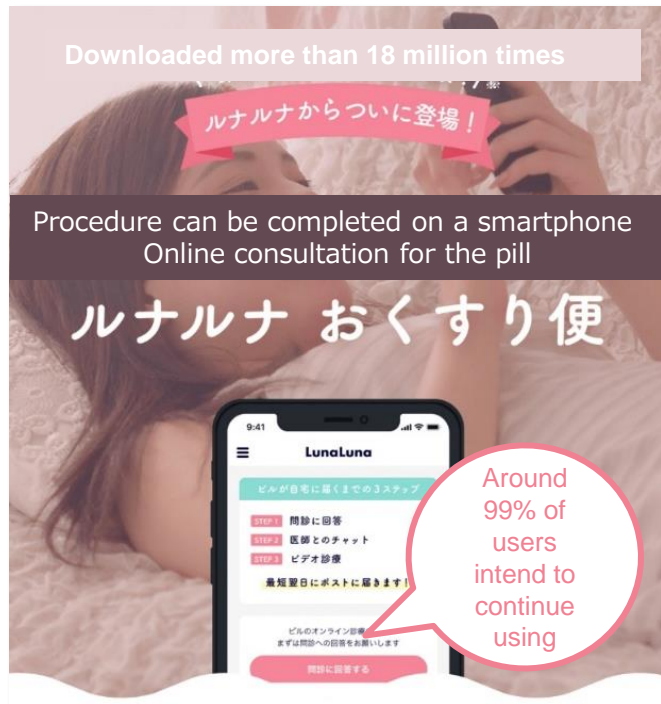 Downloaded more than 18 million times
ルナルナからついに登場!
Procedure can be completed on a smartphone
Online consultation for the pill
ルナルナ おくすり便
9:41
LunaLuna
ピルが自宅に届くまでの3ステップ
STEP 1 問診に回答
STEP 2 医師とのチャット
STEP 3 ビデオ診療
最短翌日にポストに届きます!
ピルのオンライン診療
まずは問診への回答をお願いします
問診に回答する
Around
99% of
users
intend to
continue
using